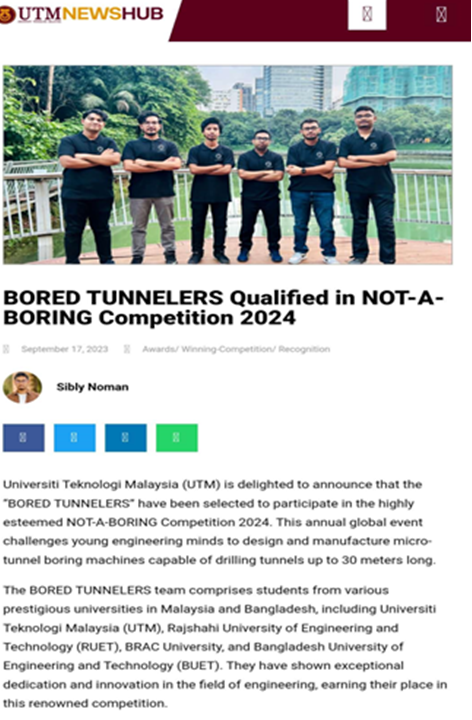 UTM NEWSHUB
BORED TUNNELERS Qualified in NOT-A-
BORING Competition 2024
September 17, 2023 Awards/ Winning-Competition/ Recognition
Sibly Noman
Universiti Teknologi Malaysia (UTM) is delighted to announce that the
“BORED TUNNELERS” have been selected to participate in the highly
esteemed NOT-A-BORING Competition 2024. This annual global event
challenges young engineering minds to design and manufacture micro-
tunnel boring machines capable of drilling tunnels up to 30 meters long.
The BORED TUNNELERS team comprises students from various
prestigious universities in Malaysia and Bangladesh, including Universiti
Teknologi Malaysia (UTM), Rajshahi University of Engineering and
Technology (RUET), BRAC University, and Bangladesh University of
Engineering and Technology (BUET). They have shown exceptional
dedication and innovation in the field of engineering, earning their place in
this renowned competition.